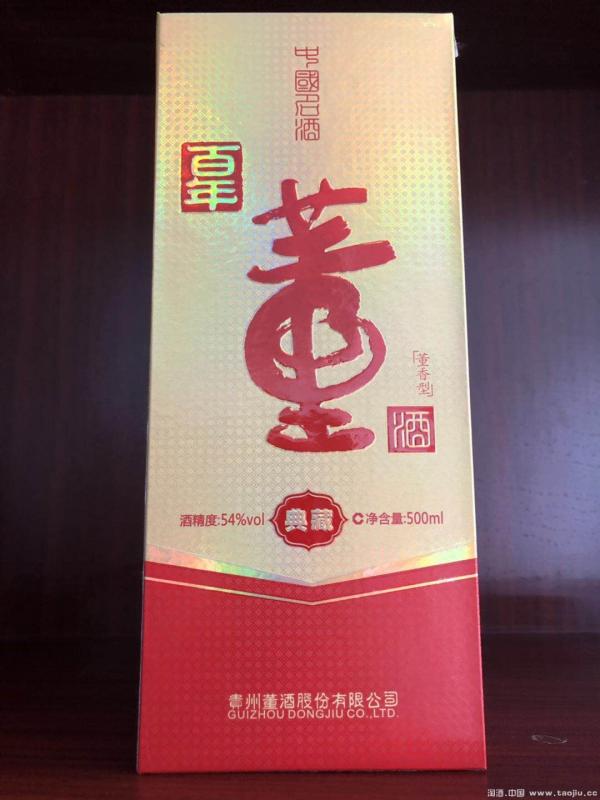 中國名酒
百年
董
「董香型」
酒
酒精度:54%vol
典藏
净含量:500ml
貴州董酒股份有限公司
GUIZHOU DONGJIU CO.,LTD.
淘酒.中国 www.taojiu.cc